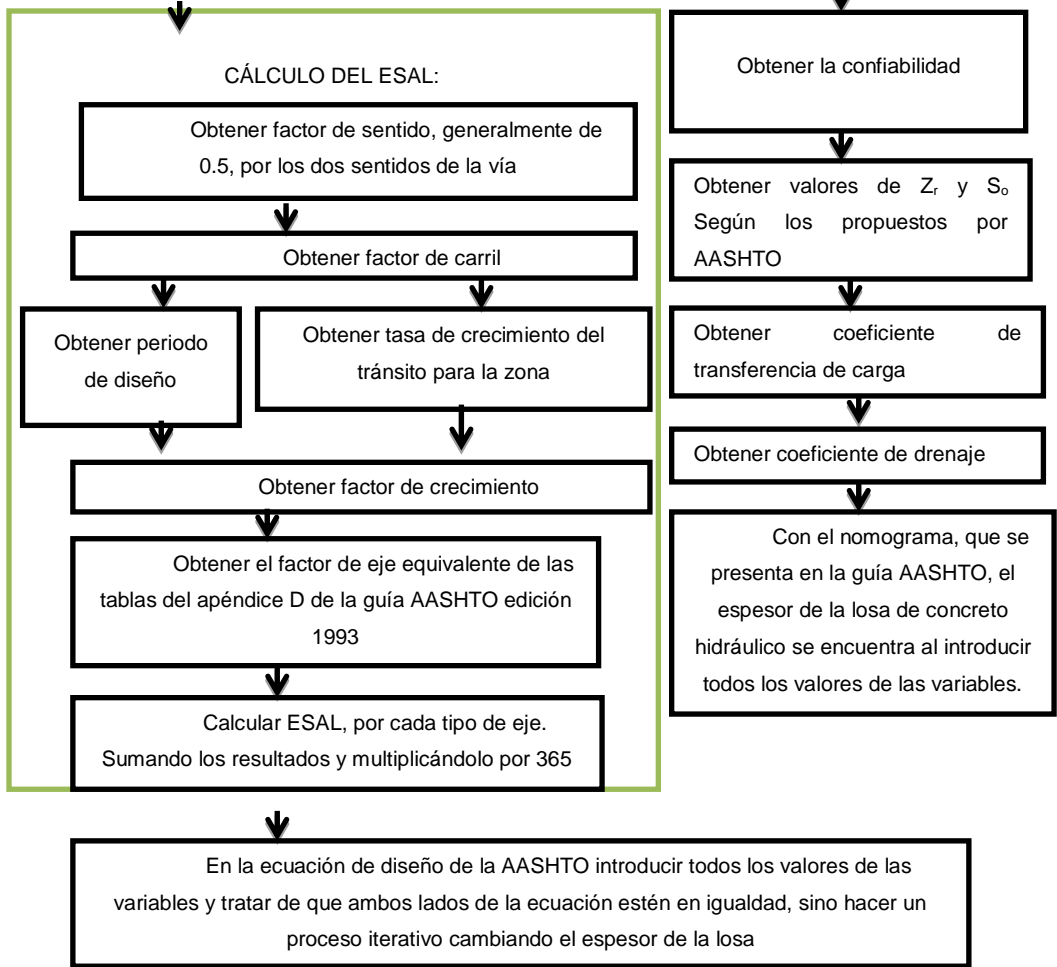 CÁLCULO DEL ESAL:
Obtener factor de sentido, generalmente de
0.5, por los dos sentidos de la vía
Obtener factor de carril
Obtener periodo
de diseño
Obtener tasa de crecimiento del
tránsito para la zona
Obtener factor de crecimiento
Obtener el factor de eje equivalente de las
tablas del apéndice D de la guía AASHTO edición
1993
Calcular ESAL, por cada tipo de eje.
Sumando los resultados y multiplicándolo por 365
Obtener la confiabilidad
Obtener valores de Zr y So
Según los propuestos por
AASHTO
Obtener coeficiente de
transferencia de carga
Obtener coeficiente de drenaje
Con el nomograma, que se
presenta en la guía AASHTO, el
espesor de la losa de concreto
hidráulico se encuentra al introducir
todos los valores de las variables.
En la ecuación de diseño de la AASHTO introducir todos los valores de las
variables y tratar de que ambos lados de la ecuación estén en igualdad, sino hacer un
proceso iterativo cambiando el espesor de la losa